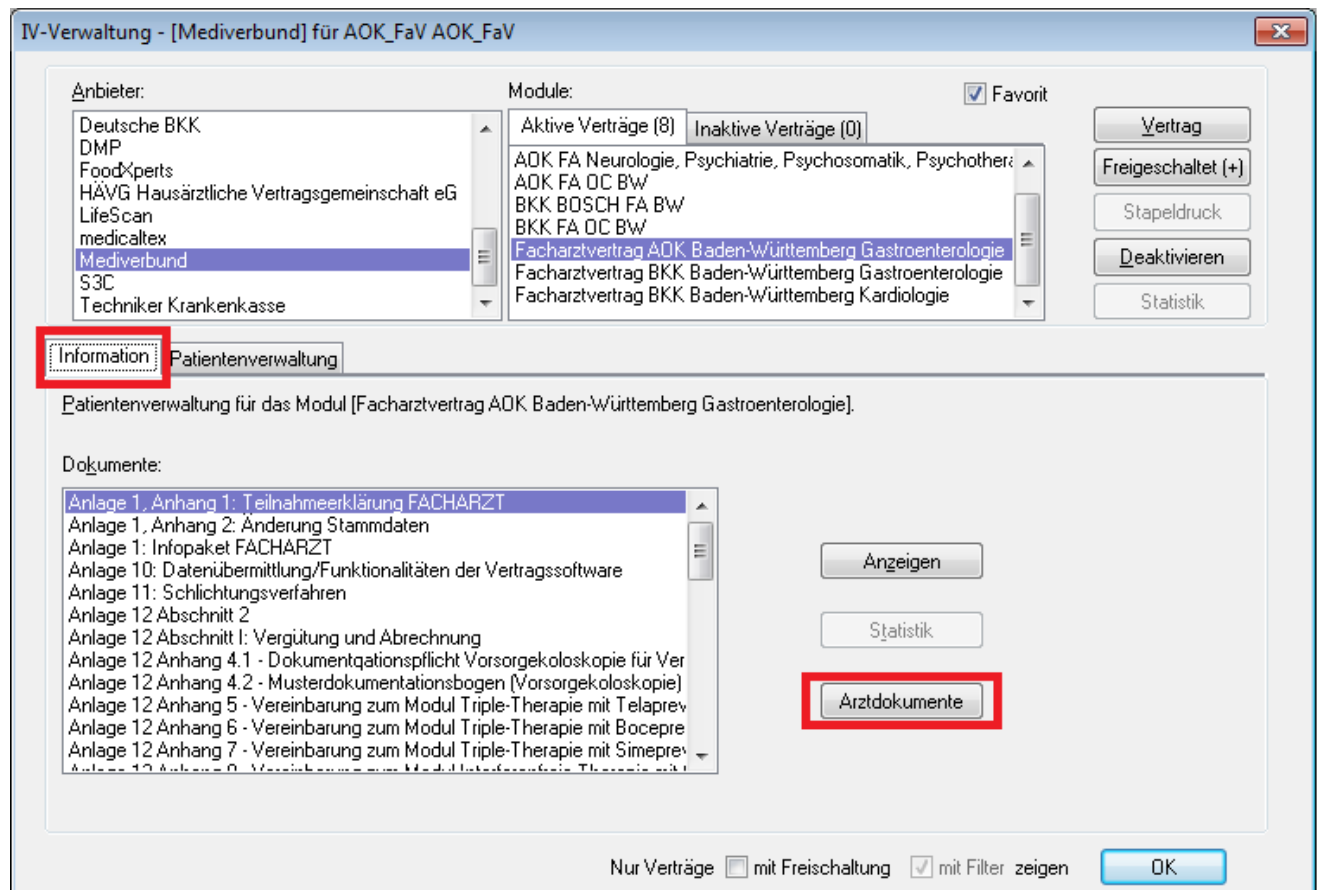 IV-Verwaltung - [Mediverbund] für AOK_FaV AOK_FaV
Anbieter:
Deutsche BKK
DMP
FoodXperts
HÄVG Hausärztliche Vertragsgemeinschaft eG
LifeScan
medicaltex
Mediverbund
S3C
Techniker Krankenkasse
Module:
Favorit
Aktive Verträge (8)
Inaktive Verträge (0)
AOK FA Neurologie, Psychiatrie, Psychosomatik, Psychothera
AOK FA OC BW
BKK BOSCH FA BW
BKK FA OC BW
Facharztvertrag AOK Baden-Württemberg Gastroenterologie
Facharztvertrag BKK Baden-Württemberg Gastroenterologie
Facharztvertrag BKK Baden-Württemberg Kardiologie
Vertrag
Freigeschaltet (+)
Stapeldruck
Deaktivieren
Statistik
Information
Patientenverwaltung
Patientenverwaltung für das Modul [Facharztvertrag AOK Baden-Württemberg Gastroenterologie].
Dokumente:
Anlage 1, Anhang 1: Teilnahmeerklärung FACHARZT
Anlage 1, Anhang 2: Änderung Stammdaten
Anlage 1: Infopaket FACHARZT
Anlage 10: Datenübermittlung/Funktionalitäten der Vertragssoftware
Anlage 11: Schlichtungsverfahren
Anlage 12 Abschnitt 2
Anlage 12 Abschnitt I: Vergütung und Abrechnung
Anlage 12 Anhang 4.1 - Dokumentqationspflicht Vorsorgekoloskopie für Ver
Anlage 12 Anhang 4.2 - Musterdokumentationsbogen (Vorsorgekoloskopie)
Anlage 12 Anhang 5 - Vereinbarung zum Modul Triple-Therapie mit Telaprev
Anlage 12 Anhang 6 - Vereinbarung zum Modul Triple-Therapie mit Bocepre
Anlage 12 Anhang 7 - Vereinbarung zum Modul Triple-Therapie mit Simeprev
Anzeigen
Statistik
Arztdokumente
Nur Verträge mit Freischaltung mit Filter zeigen
OK